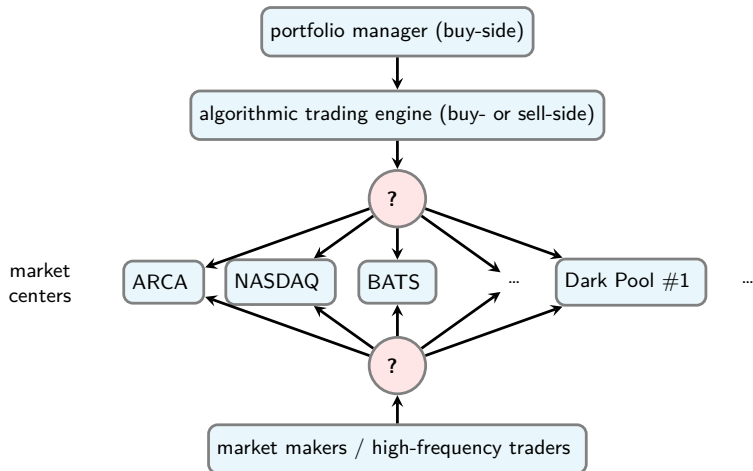 portfolio manager (buy-side)
algorithmic trading engine (buy- or sell-side)
?
market
centers
ARCA
NASDAQ
BATS
...
Dark Pool #1
...
?
market makers / high-frequency traders